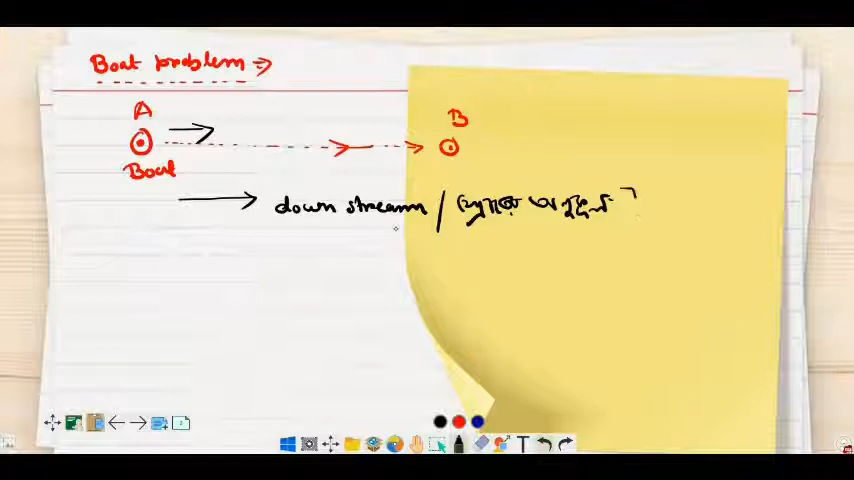 Boat problem →
A
B
Boat
→ down stream /